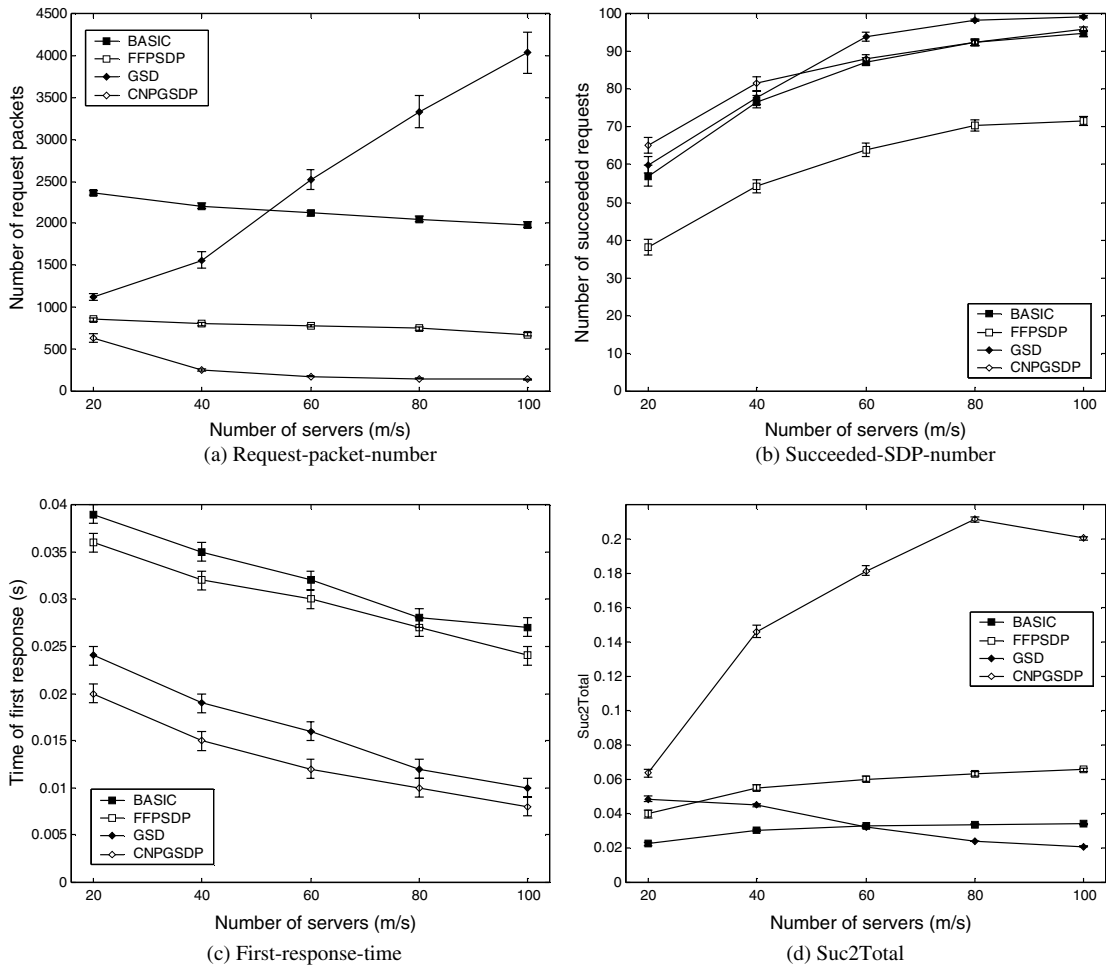 4500
4000
3500
3000
2500
2000
1500
1000
500
0
Number of request packets
BASIC
FFPSDP
GSD
CNPGSDP
20 40 60 80 100
Number of servers (m/s)
(a) Request-packet-number
100
90
80
70
60
50
40
30
20
10
0
Number of succeeded requests
BASIC
FFPSDP
GSD
CNPGSDP
20 40 60 80 100
Number of servers (m/s)
(b) Succeeded-SDP-number
0.04
0.035
0.03
0.025
0.02
0.015
0.01
0.005
0
Time of first response (s)
BASIC
FFPSDP
GSD
CNPGSDP
20 40 60 80 100
Number of servers (m/s)
(c) First-response-time
0.2
0.18
0.16
0.14
0.12
0.1
0.08
0.06
0.04
0.02
0
Suc2Total
BASIC
FFPSDP
GSD
CNPGSDP
20 40 60 80 100
Number of servers (m/s)
(d) Suc2Total